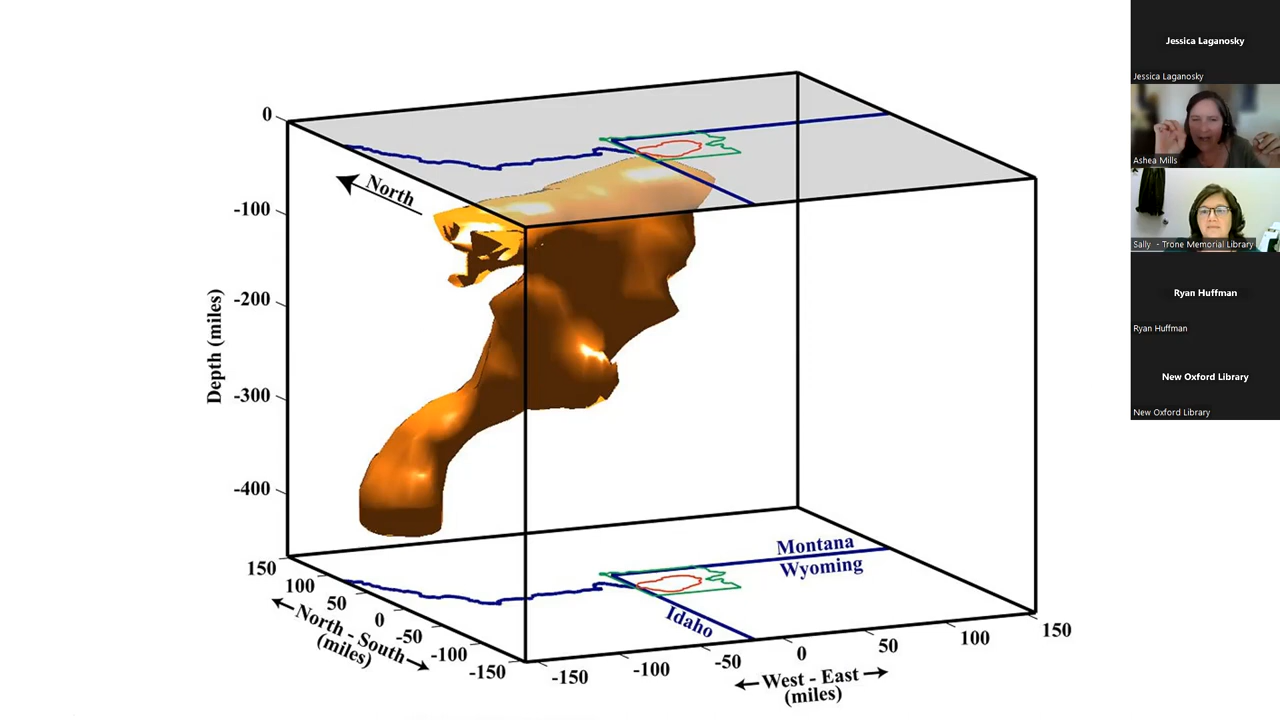 0
-100
-200
-300
-400
Depth (miles)
North
150
100
50
0
-50
-100
-150
North - South
(miles)
-150
-100
-50
0
50
100
150
West - East
(miles)
Montana
Wyoming
Idaho
Jessica Laganosky
Jessica Laganosky
Ashea Mills
Sally - Trone Memorial Library
Ryan Huffman
Ryan Huffman
New Oxford Library
New Oxford Library